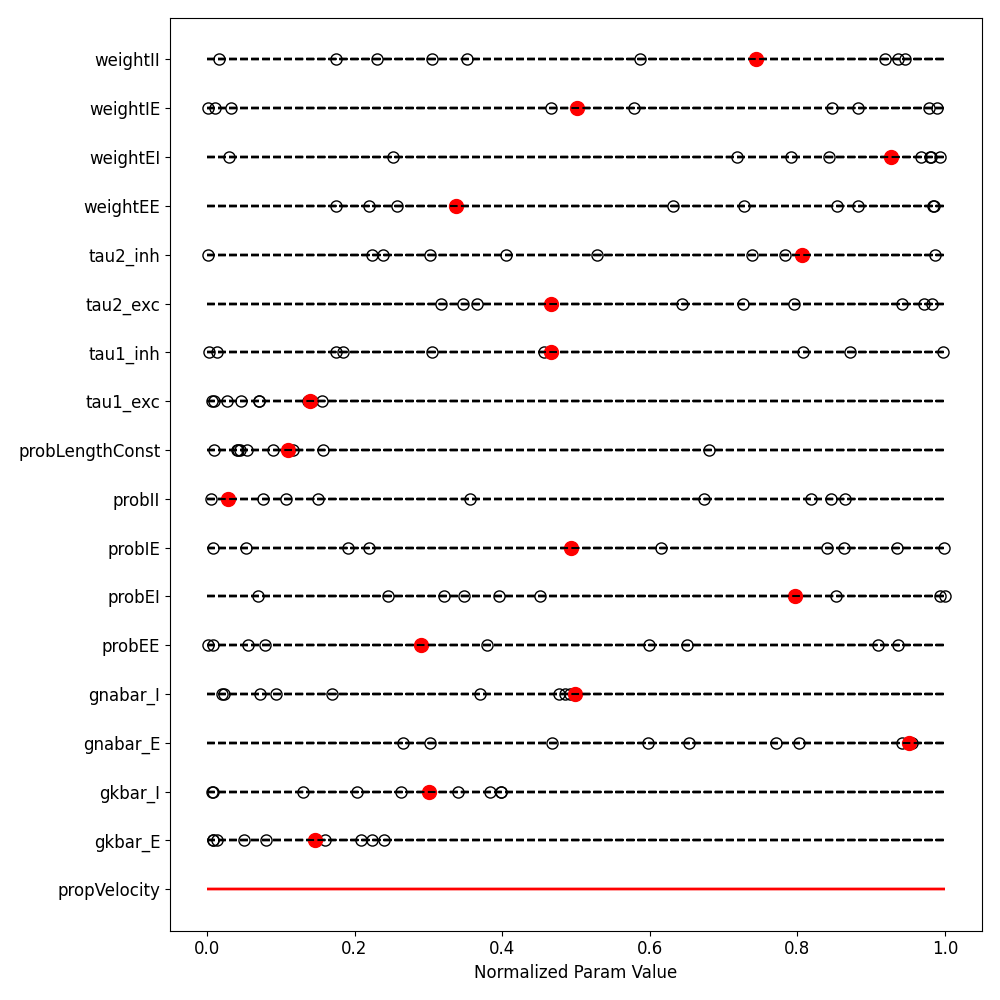 weightII
weightIE
weightEI
weightEE
tau2_inh
tau2_exc
tau1_inh
tau1_exc
probLengthConst
probII
probIE
probEI
probEE
gnabar_I
gnabar_E
gkbar_I
gkbar_E
propVelocity
0.0 0.2 0.4 0.6 0.8 1.0
Normalized Param Value